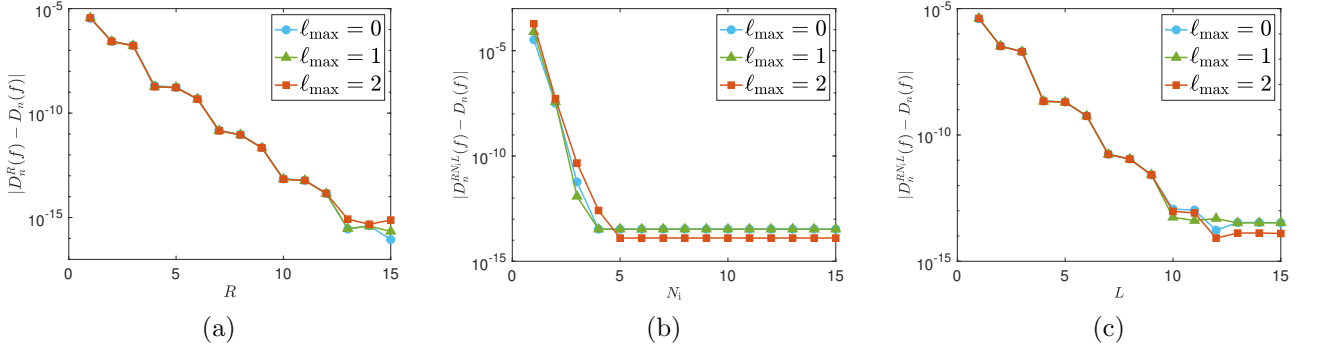 10^{-5}
10^{-10}
10^{-15}
0 5 10 15
R
|D_n^R(f) − D_n(f)|
ℓ_max = 0
ℓ_max = 1
ℓ_max = 2
(a)
10^{-5}
10^{-10}
10^{-15}
0 5 10 15
N_i
|D_n^{RN_iL}(f) − D_n(f)|
ℓ_max = 0
ℓ_max = 1
ℓ_max = 2
(b)
10^{-5}
10^{-10}
10^{-15}
0 5 10 15
L
|D_n^{RN_iL}(f) − D_n(f)|
ℓ_max = 0
ℓ_max = 1
ℓ_max = 2
(c)